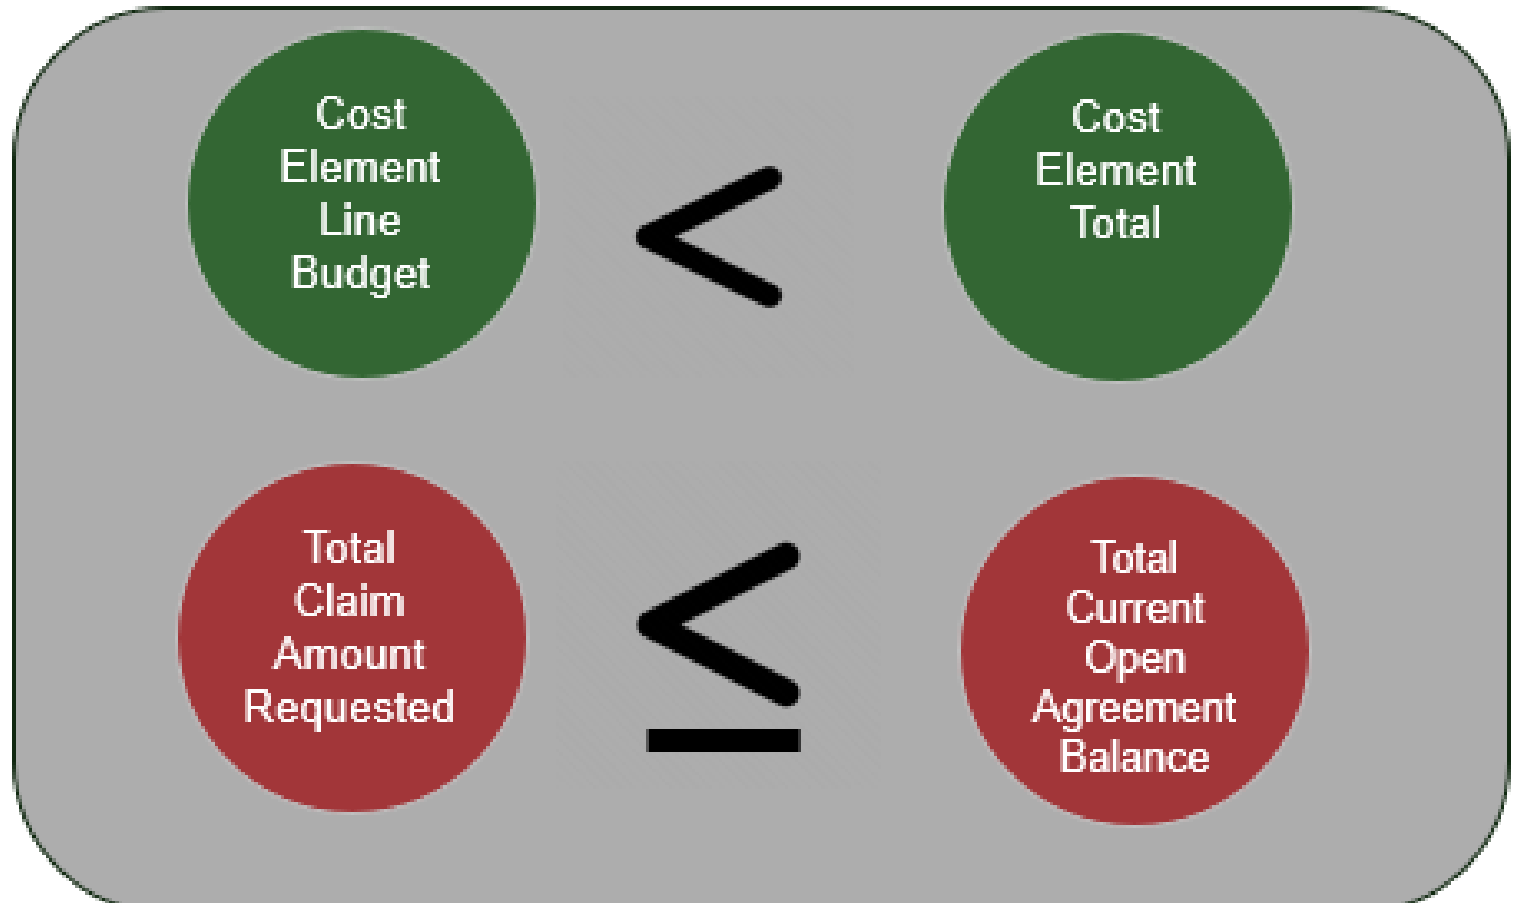 Cost
Element
Line
Budget
<
Cost
Element
Total
Total
Claim
Amount
Requested
≤
Total
Current
Open
Agreement
Balance